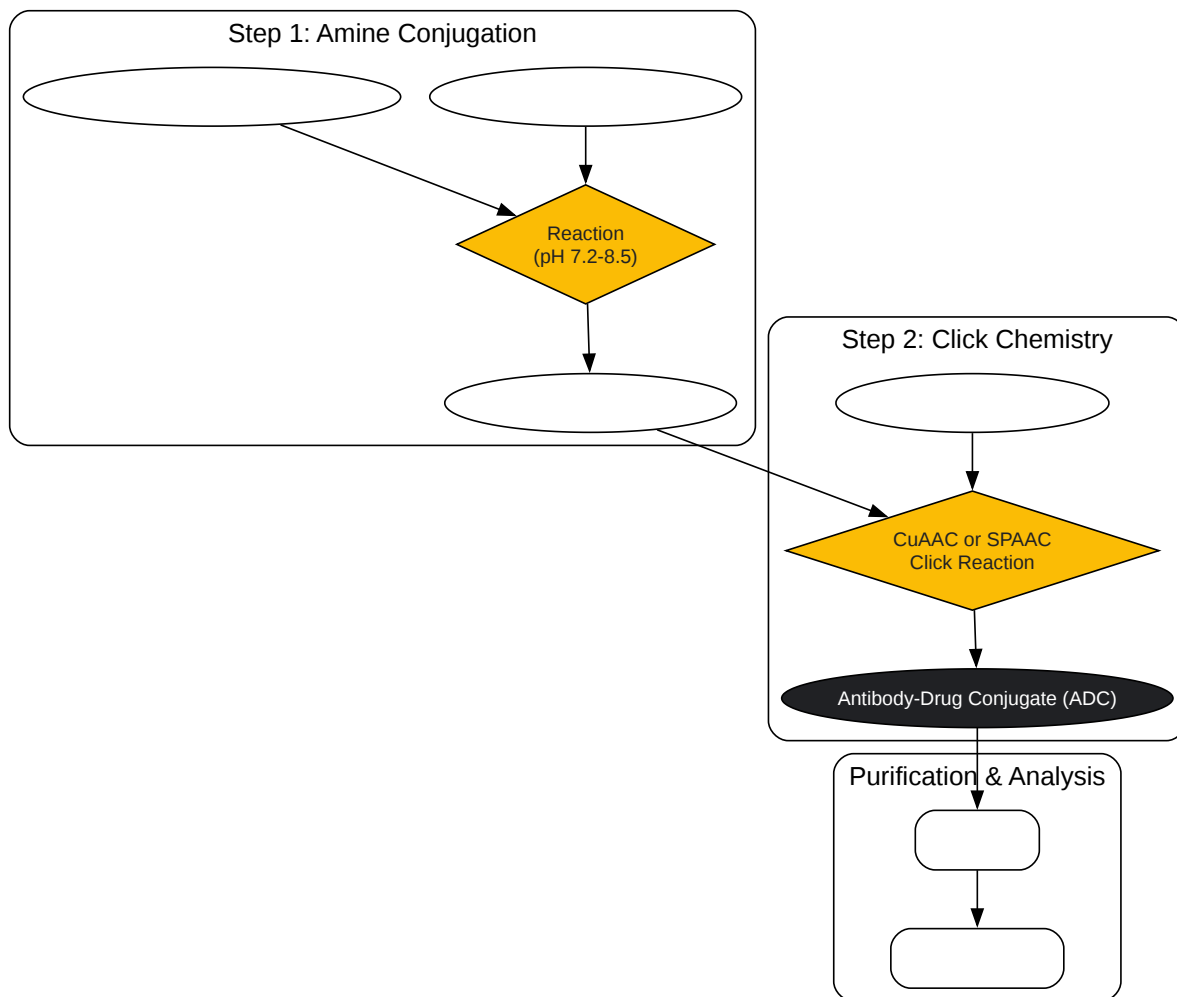 Step 1: Amine Conjugation
Reaction
(pH 7.2-8.5)
Step 2: Click Chemistry
CuAAC or SPAAC
Click Reaction
Antibody-Drug Conjugate (ADC)
Purification & Analysis